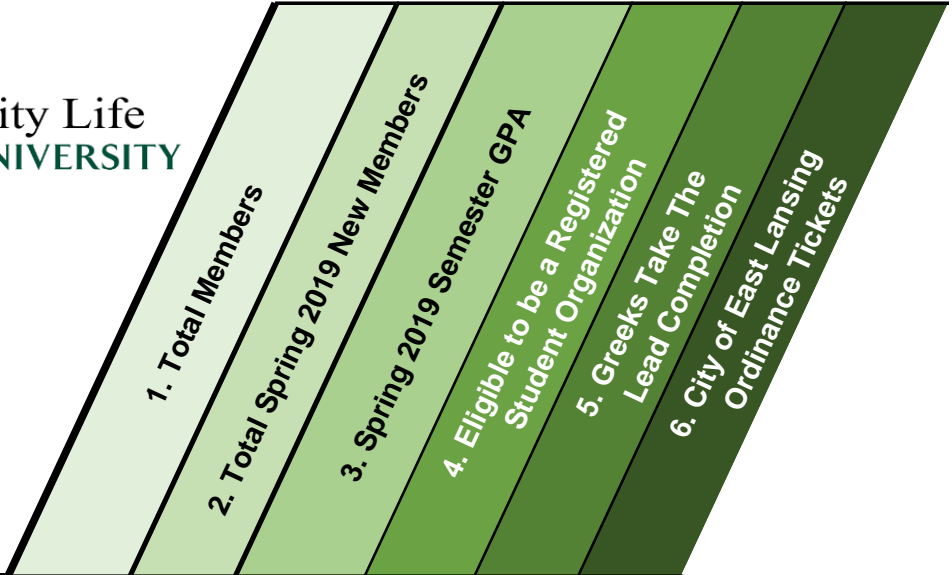 ity Life
NIVERSITY
1. Total Members
2. Total Spring 2019 New Members
3. Spring 2019 Semester GPA
4. Eligible to be a Registered
Student Organization
5. Greeks Take The
Lead Completion
6. City of East Lansing
Ordinance Tickets